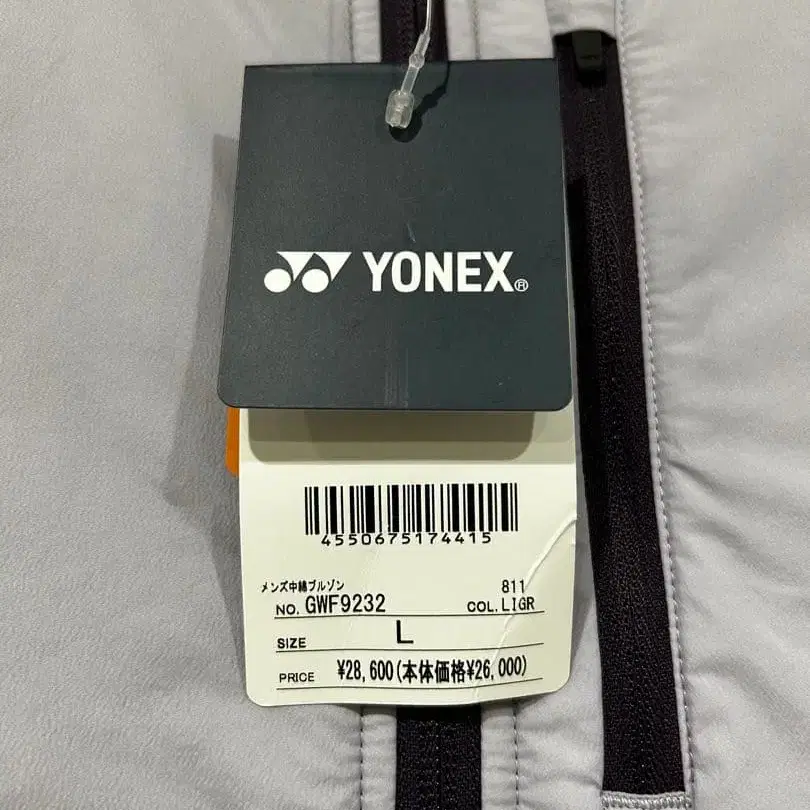 YONEX®
4550675174415
メンズ中綿ブルゾン 811
NO. GWF9232 COL. LIGR
SIZE L
PRICE ¥28,600(本体価格¥26,000)